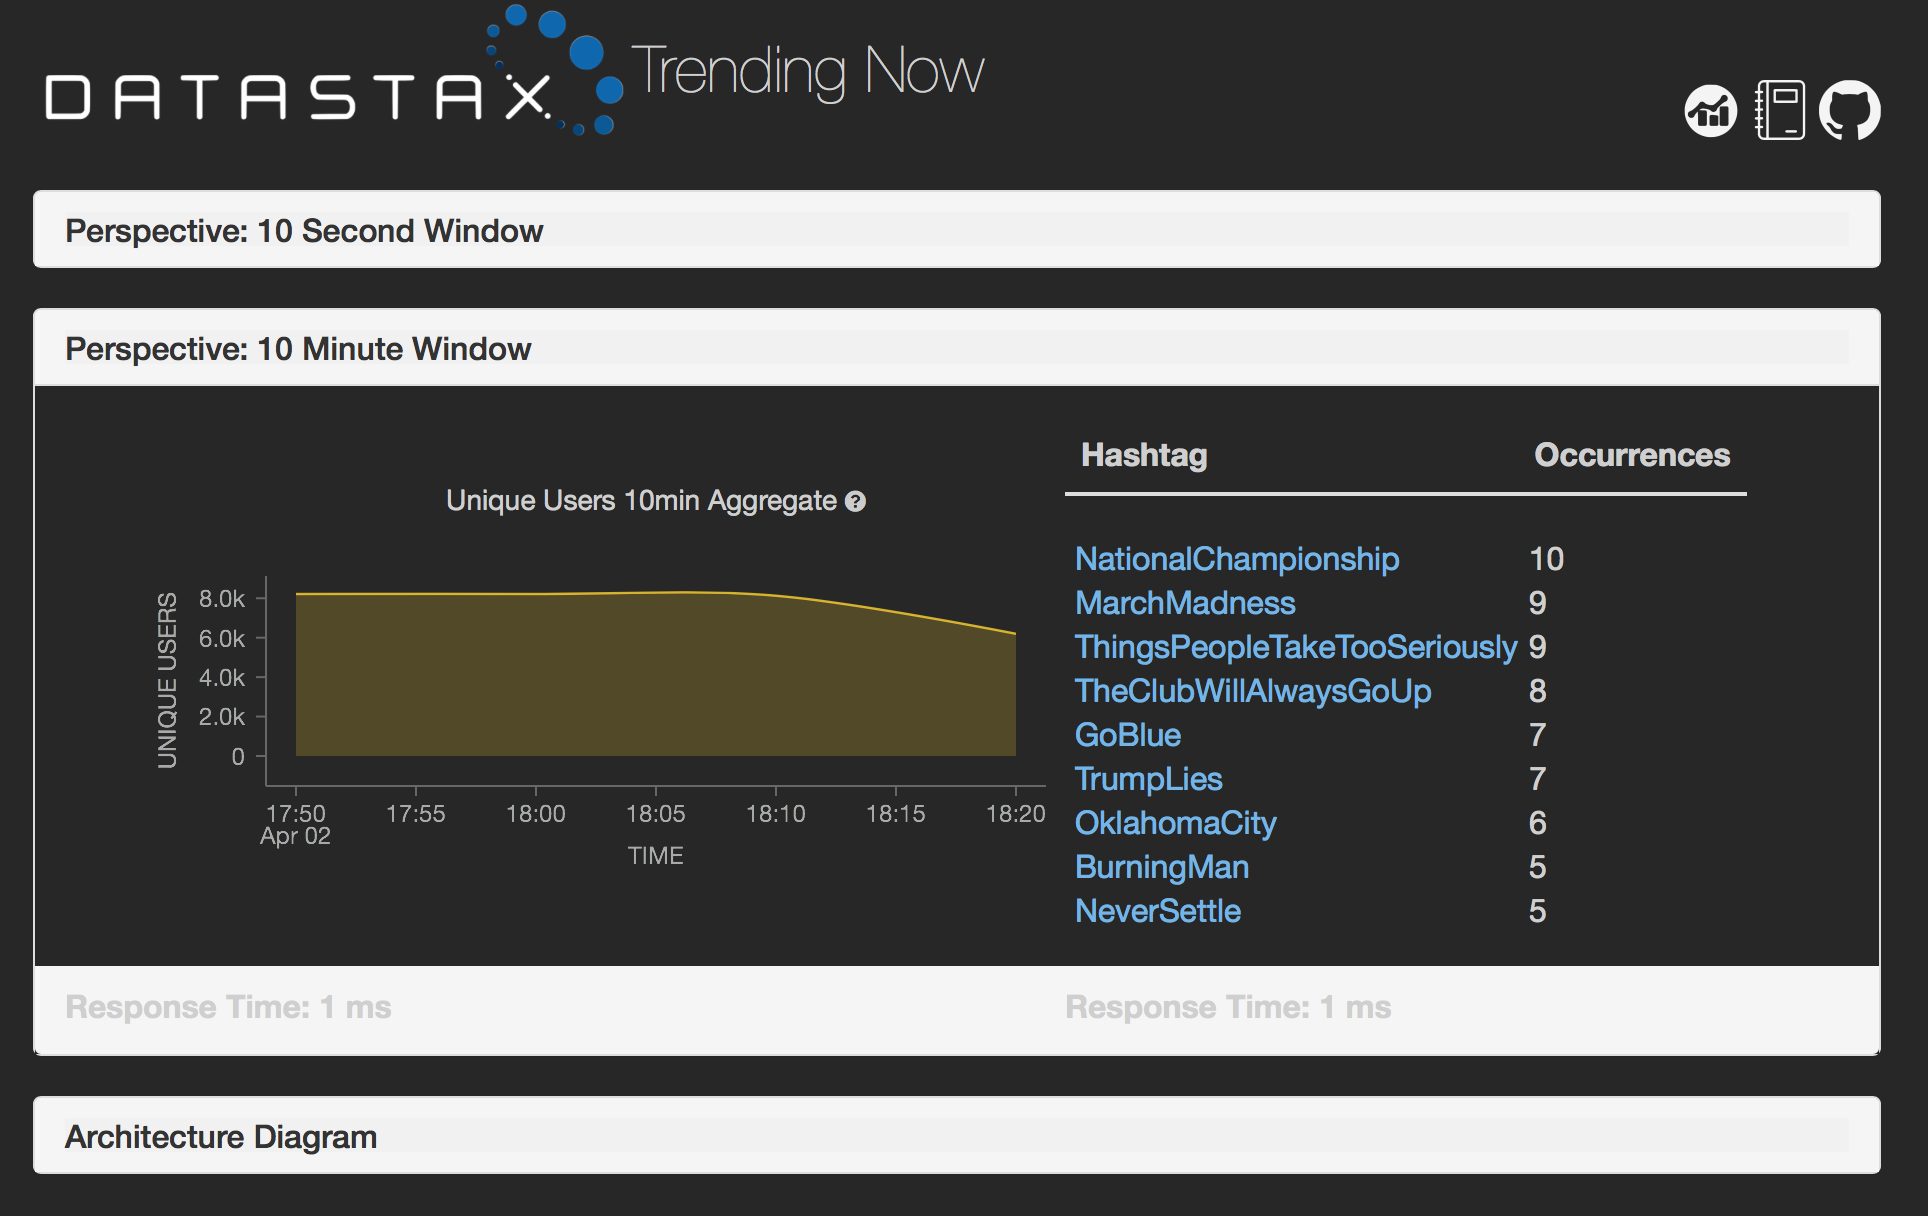 DATASTAX Trending Now
Perspective: 10 Second Window
Perspective: 10 Minute Window
Unique Users 10min Aggregate ?
UNIQUE USERS
8.0k
6.0k
4.0k
2.0k
0
17:50 17:55 18:00 18:05 18:10 18:15 18:20
Apr 02
TIME
Hashtag Occurrences
NationalChampionship 10
MarchMadness 9
ThingsPeopleTakeTooSeriously 9
TheClubWillAlwaysGoUp 8
GoBlue 7
TrumpLies 7
OklahomaCity 6
BurningMan 5
NeverSettle 5
Response Time: 1 ms Response Time: 1 ms
Architecture Diagram